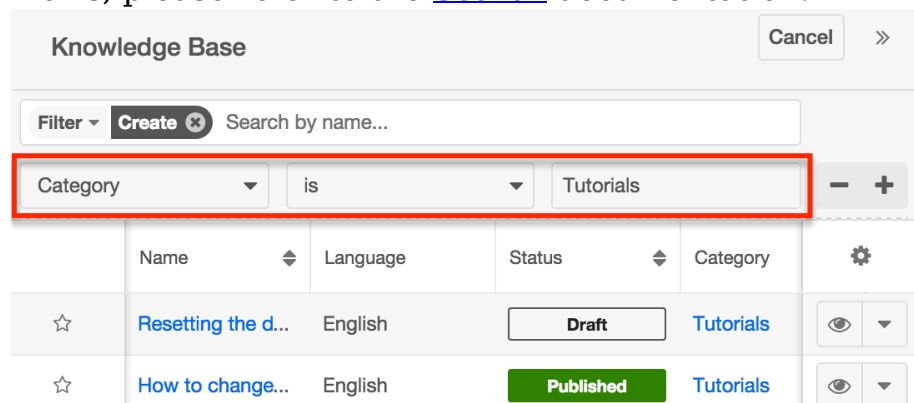 Knowledge Base
Cancel »
Filter Create Search by name...
Category is Tutorials
Name Language Status Category
Resetting the d... English Draft Tutorials
How to change... English Published Tutorials